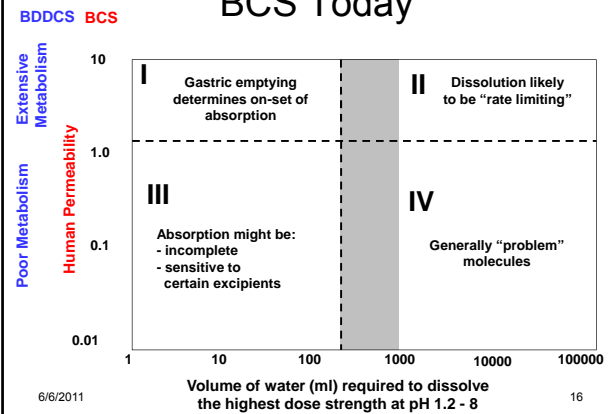 BCS Today
BDDCS BCS
Extensive
Metabolism
Poor Metabolism
Human Permeability
10
1.0
0.1
0.01
I
Gastric emptying
determines on-set of
absorption
II
Dissolution likely
to be “rate limiting”
III
Absorption might be:
- incomplete
- sensitive to
certain excipients
IV
Generally “problem”
molecules
1 10 100 1000 10000 100000
Volume of water (ml) required to dissolve
the highest dose strength at pH 1.2 - 8
6/6/2011
16